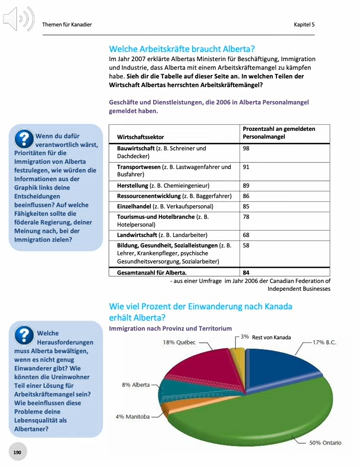 Themen für Kanadier
Kapitel 5
Welche Arbeitskräfte braucht Alberta?
Im Jahr 2007 erklärte Albertas Ministerin für Beschäftigung, Immigration
und Industrie, dass Alberta mit einem Arbeitskräftemangel zu kämpfen
habe. Sieh dir die Tabelle auf dieser Seite an. In welchen Teilen der
Wirtschaft Albertas herrschten Arbeitskräftemängel?
Geschäfte und Dienstleistungen, die 2006 in Alberta Personalmangel
gemeldet haben.
Wenn du dafür
verantwortlich wärst,
Prioritäten für die
Immigration von Alberta
festzulegen, wie würden die
Informationen aus der
Graphik links deine
Entscheidungen
beeinflussen? Auf welche
Fähigkeiten sollte die
föderale Regierung, deiner
Meinung nach, bei der
Immigration zielen?
Wirtschaftssektor
Prozentzahl an gemeldeten
Personalmangel
Bauwirtschaft (z. B. Schreiner und
Dachdecker)
98
Transportwesen (z. B. Lastwagenfahrer und
Busfahrer)
91
Herstellung (z. B. Chemieingenieur)
89
Ressourcenentwicklung (z. B. Baggerfahrer)
86
Einzelhandel (z. B. Verkaufspersonal)
85
Tourismus-und Hotelbranche (z. B.
Hotelpersonal)
78
Landwirtschaft (z. B. Landarbeiter)
68
Bildung, Gesundheit, Sozialleistungen (z. B.
Lehrer, Krankenpfleger, psychische
Gesundheitsversorgung, Sozialarbeiter)
58
Gesamtanzahl für Alberta.
84
- aus einer Umfrage im Jahr 2006 der Canadian Federation of
Independent Businesses
Wie viel Prozent der Einwanderung nach Kanada
erhält Alberta?
Immigration nach Provinz und Territorium
Welche
Herausforderungen
muss Alberta bewältigen,
wenn es nicht genug
Einwanderer gibt? Wie
könnten die Ureinwohner
Teil einer Lösung für
Arbeitskräftemangel sein?
Wie beeinflussen diese
Probleme deine
Lebensqualität als
Albertaner?
18% Québec
3% Rest von Kanada
17% B.C.
8% Alberta
4% Manitoba
50% Ontario
190